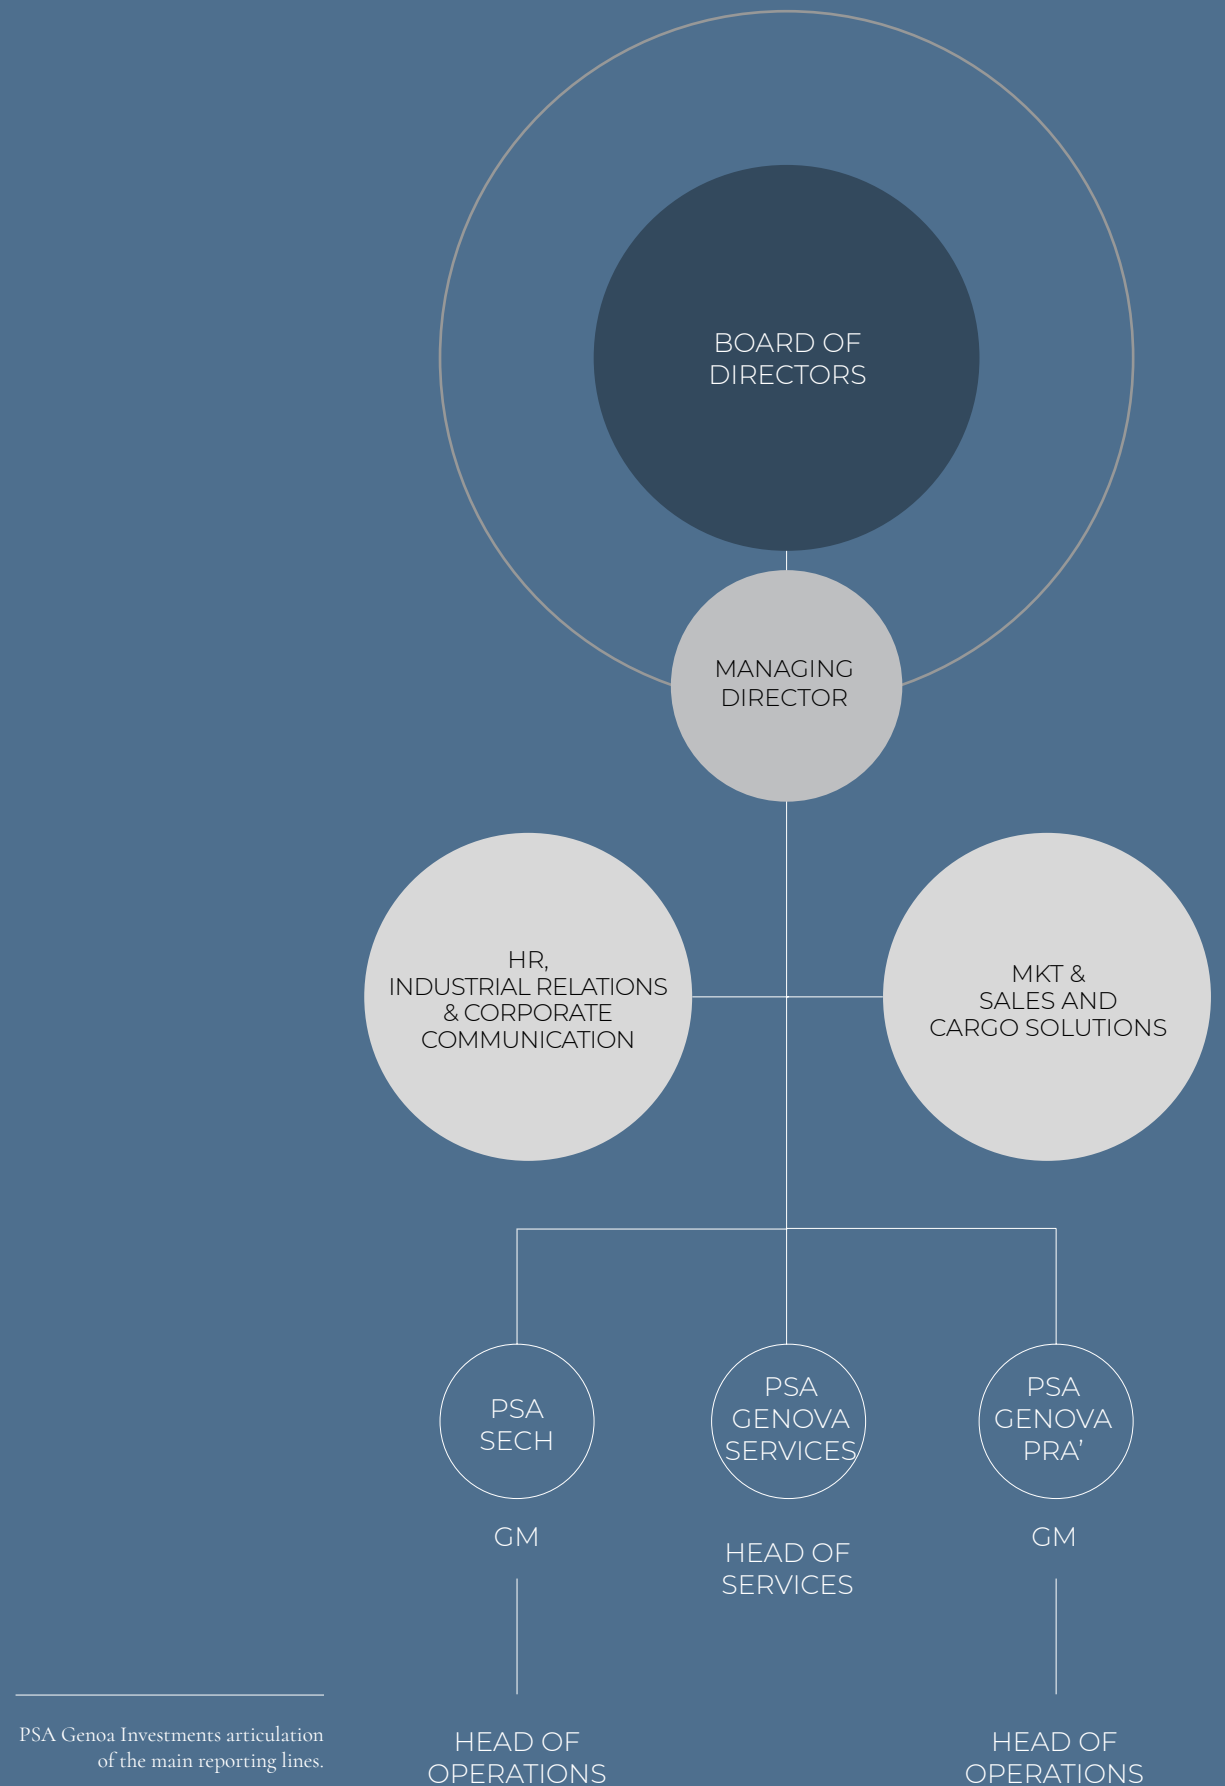 BOARD OF
DIRECTORS
MANAGING
DIRECTOR
HR,
INDUSTRIAL RELATIONS
& CORPORATE
COMMUNICATION
MKT &
SALES AND
CARGO SOLUTIONS
PSA
SECH
GM
HEAD OF
OPERATIONS
PSA
GENOVA
SERVICES
HEAD OF
SERVICES
PSA
GENOVA
PRA’
GM
HEAD OF
OPERATIONS
PSA Genoa Investments articulation
of the main reporting lines.